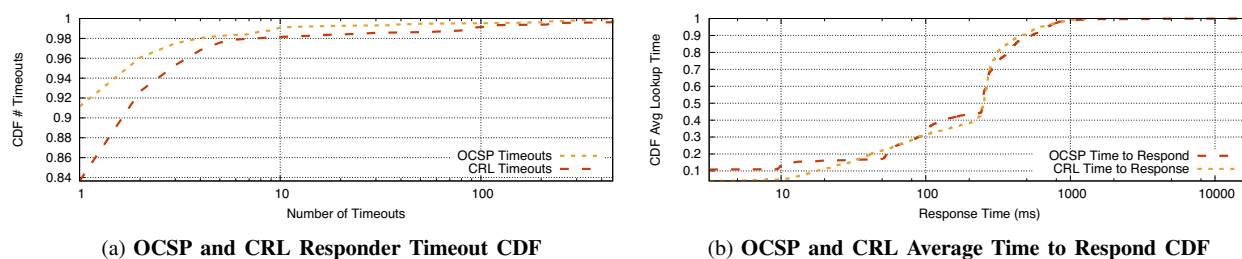 1
0.98
0.96
0.94
0.92
0.9
0.88
0.86
0.84
CDF # Timeouts
OCSP Timeouts
CRL Timeouts
1 10 100
Number of Timeouts
(a) OCSP and CRL Responder Timeout CDF
1
0.9
0.8
0.7
0.6
0.5
0.4
0.3
0.2
0.1
CDF Avg Lookup Time
OCSP Time to Respond
CRL Time to Response
10 100 1000 10000
Response Time (ms)
(b) OCSP and CRL Average Time to Respond CDF